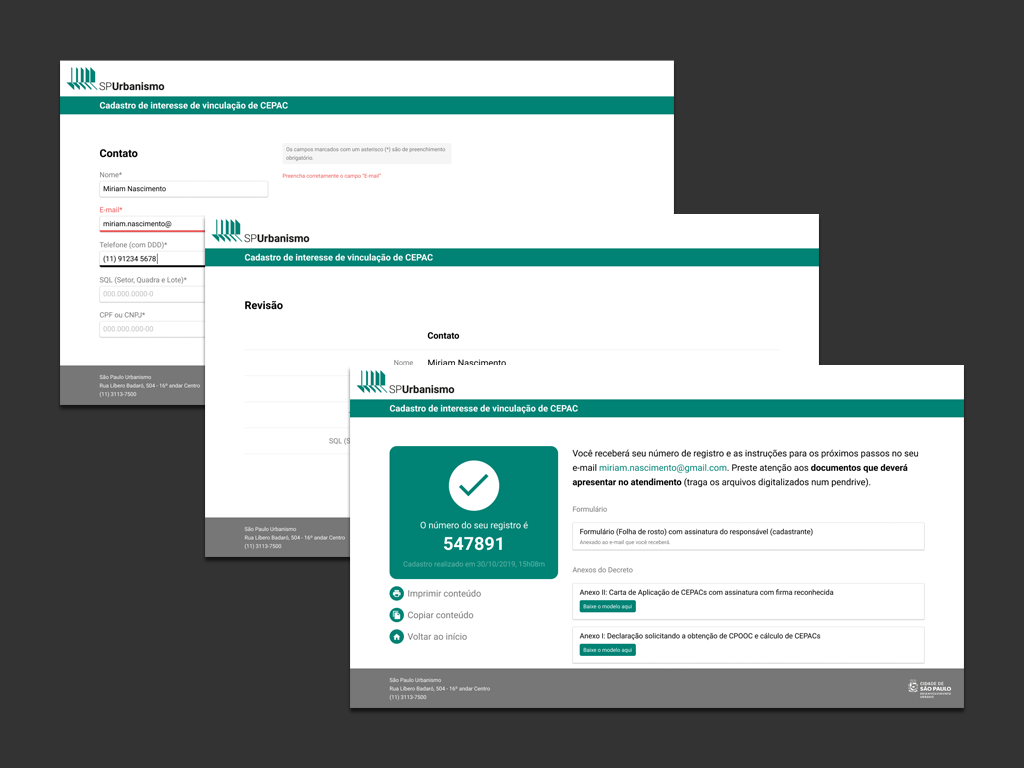 SPUrbanismo
Cadastro de interesse de vinculação de CEPAC
Contato
Os campos marcados com um asterisco (*) são de preenchimento
obrigatório.
Preencha corretamente o campo "E-mail"
Nome*
Miriam Nascimento
E-mail*
miriam.nascimento@
Telefone (com DDD)*
(11) 91234 5678
SQL (Setor, Quadra e Lote)*
000.000.0000-0
CPF ou CNPJ*
000.000.000-00
São Paulo Urbanismo
Rua Líbero Badaró, 504 - 16º andar Centro
(11) 3113-7500
SPUrbanismo
Cadastro de interesse de vinculação de CEPAC
Revisão
Contato
Nome Miriam Nascimento
SQL (S
São Paulo Urbanismo
Rua Líbero Badaró, 504 - 16º andar Centro
(11) 3113-7500
SPUrbanismo
Cadastro de interesse de vinculação de CEPAC
O número do seu registro é
547891
Cadastro realizado em 30/10/2019, 15h08m
Imprimir conteúdo
Copiar conteúdo
Voltar ao início
Você receberá seu número de registro e as instruções para os próximos passos no seu
e-mail miriam.nascimento@gmail.com. Preste atenção aos documentos que deverá
apresentar no atendimento (traga os arquivos digitalizados num pendrive).
Formulário
Formulário (Folha de rosto) com assinatura do responsável (cadastrante)
Anexado ao e-mail que você receberá.
Anexos do Decreto
Anexo II: Carta de Aplicação de CEPACs com assinatura com firma reconhecida
Baixe o modelo aqui
Anexo I: Declaração solicitando a obtenção de CPOOC e cálculo de CEPACs
Baixe o modelo aqui
São Paulo Urbanismo
Rua Líbero Badaró, 504 - 16º andar Centro
(11) 3113-7500
CIDADE DE
SÃO PAULO
DESENVOLVIMENTO
URBANO